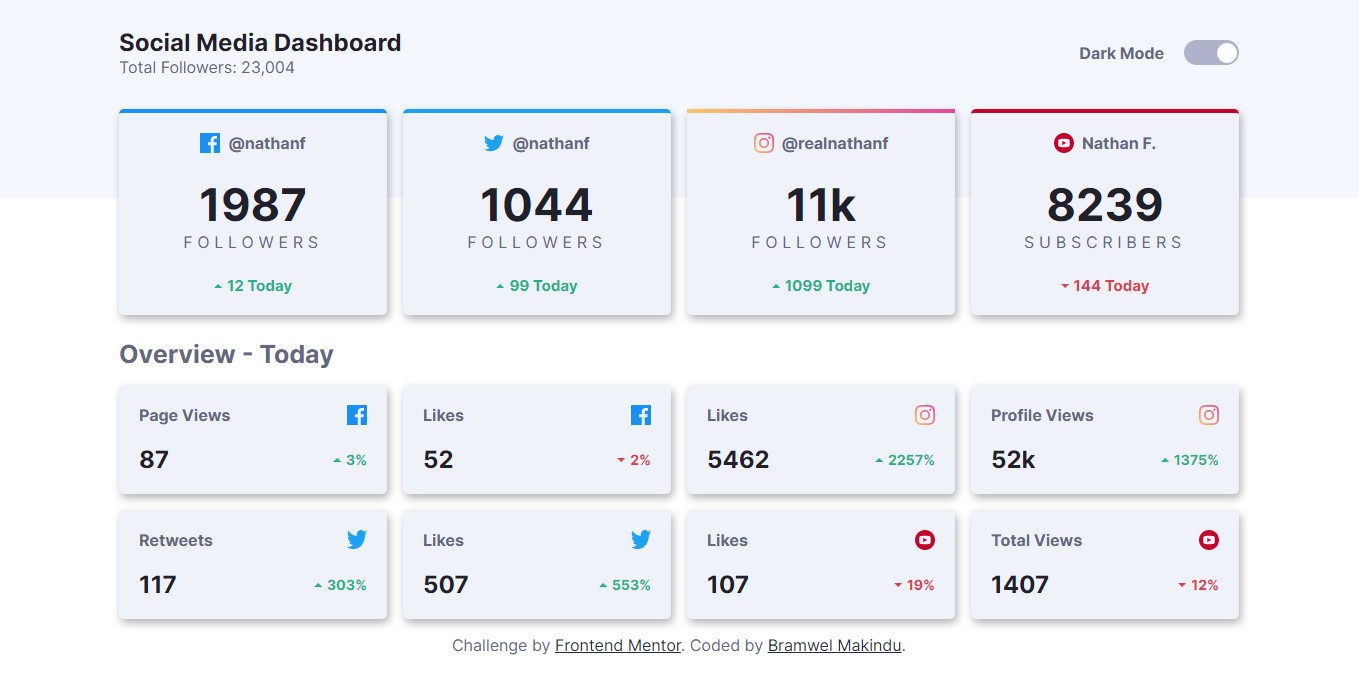 Social Media Dashboard
Total Followers: 23,004
Dark Mode
@nathanf
1987
FOLLOWERS
12 Today
@nathanf
1044
FOLLOWERS
99 Today
@realnathanf
11k
FOLLOWERS
1099 Today
Nathan F.
8239
SUBSCRIBERS
144 Today
Overview - Today
Page Views
87
3%
Likes
52
2%
Likes
5462
2257%
Profile Views
52k
1375%
Retweets
117
303%
Likes
507
553%
Likes
107
19%
Total Views
1407
12%
Challenge by Frontend Mentor. Coded by Bramwel Makindu.